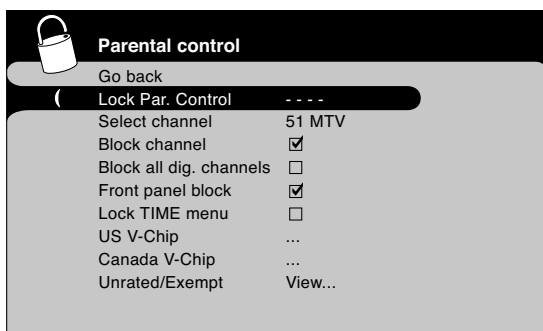 Parental control
Go back
Lock Par. Control - - - -
Select channel 51 MTV
Block channel ☑
Block all dig. channels ☐
Front panel block ☑
Lock TIME menu ☐
US V-Chip ...
Canada V-Chip ...
Unrated/Exempt View...